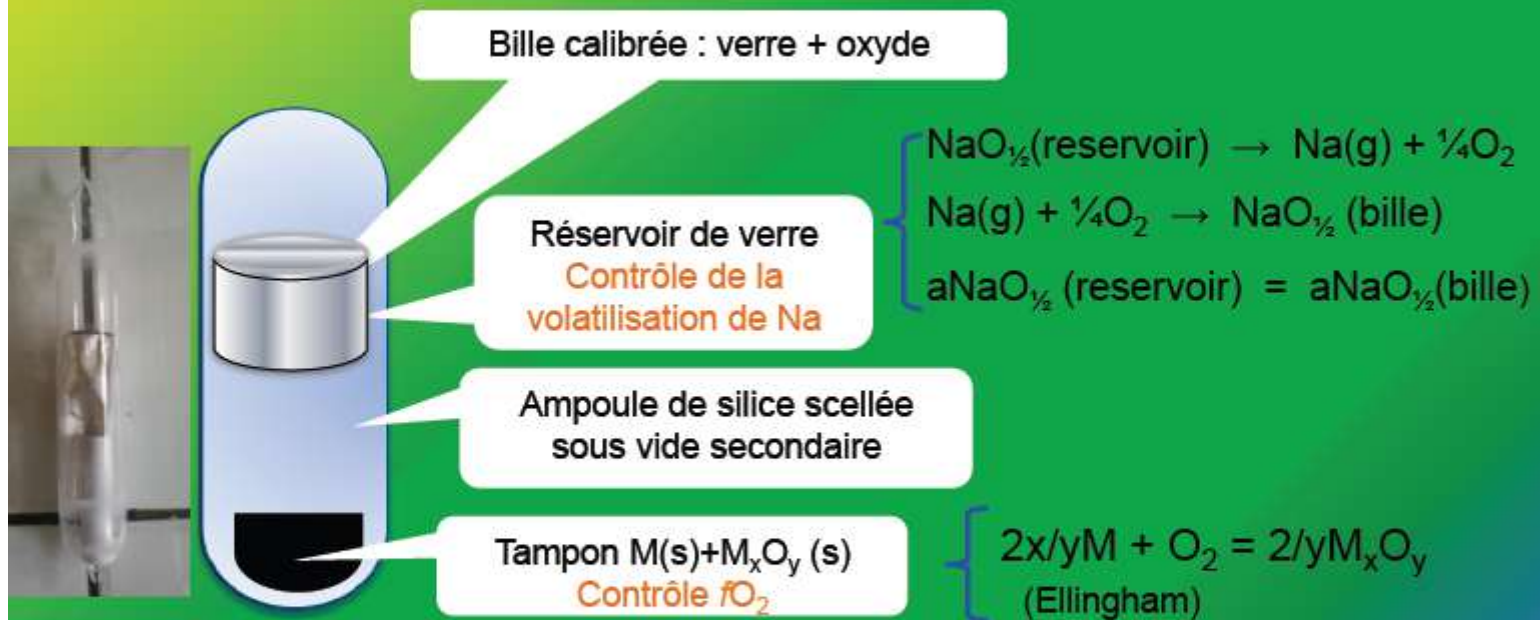 Bille calibrée : verre + oxyde
NaO½(reservoir) → Na(g) + ¼O₂
Na(g) + ¼O₂ → NaO½ (bille)
aNaO½ (reservoir) = aNaO½(bille)
Réservoir de verre
Contrôle de la
volatilisation de Na
Ampoule de silice scellée
sous vide secondaire
Tampon M(s)+MₓOᵧ (s)
Contrôle fO₂
2x/yM + O₂ = 2/yMₓOᵧ
(Ellingham)